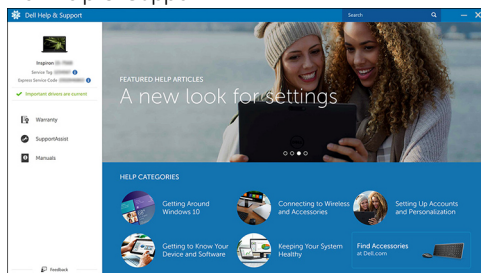 Dell Help & Support
Search
Inspiron
Service Tag
Express Service Code
Important drivers are current
Warranty
SupportAssist
Manuals
Feedback
FEATURED HELP ARTICLES
A new look for settings
HELP CATEGORIES
Getting Around
Windows 10
Connecting to Wireless
and Accessories
Setting Up Accounts
and Personalization
Getting to Know Your
Device and Software
Keeping Your System
Healthy
Find Accessories
at Dell.com